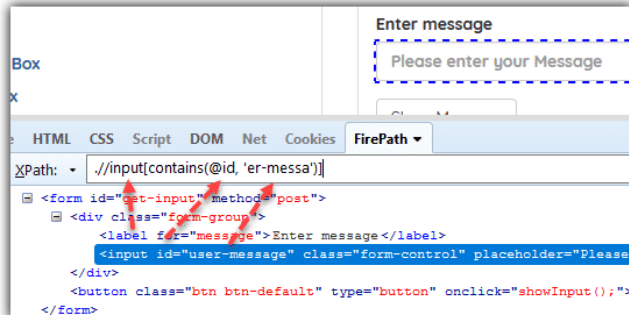 Enter message
Box
Please enter your Message
x
HTML CSS Script DOM Net Cookies FirePath
XPath: .//input[contains(@id, 'er-messa')]
<form id="get-input" method="post">
<div class="form-group">
<label for="message">Enter message</label>
<input id="user-message" class="form-control" placeholder="Please
</div>
<button class="btn btn-default" type="button" onclick="showInput();">
</form>